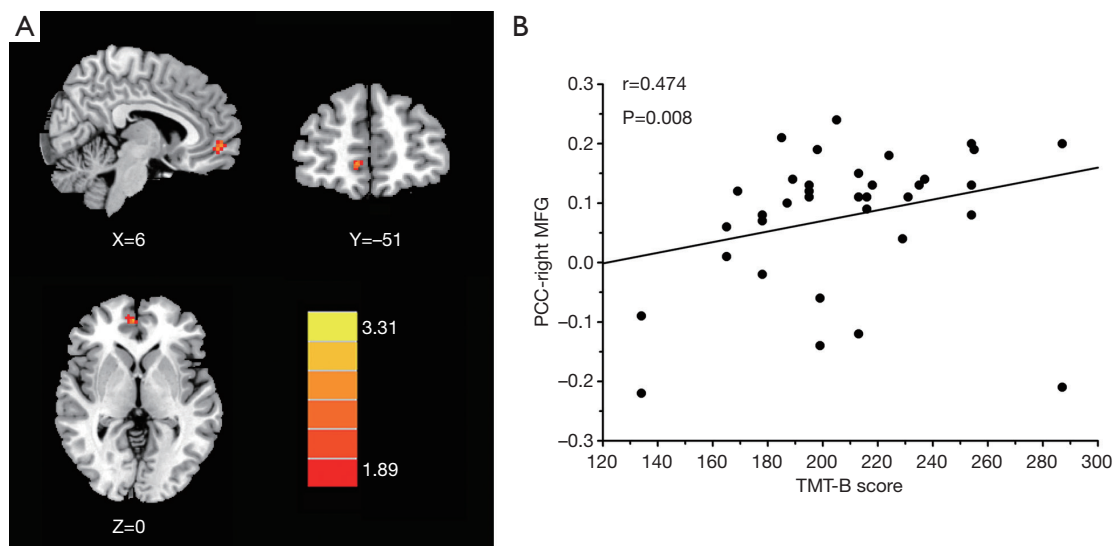 A
X=6
Y=–51
Z=0
3.31
1.89
B
r=0.474
P=0.008
PCC-right MFG
0.3
0.2
0.1
0.0
–0.1
–0.2
–0.3
120 140 160 180 200 220 240 260 280 300
TMT-B score